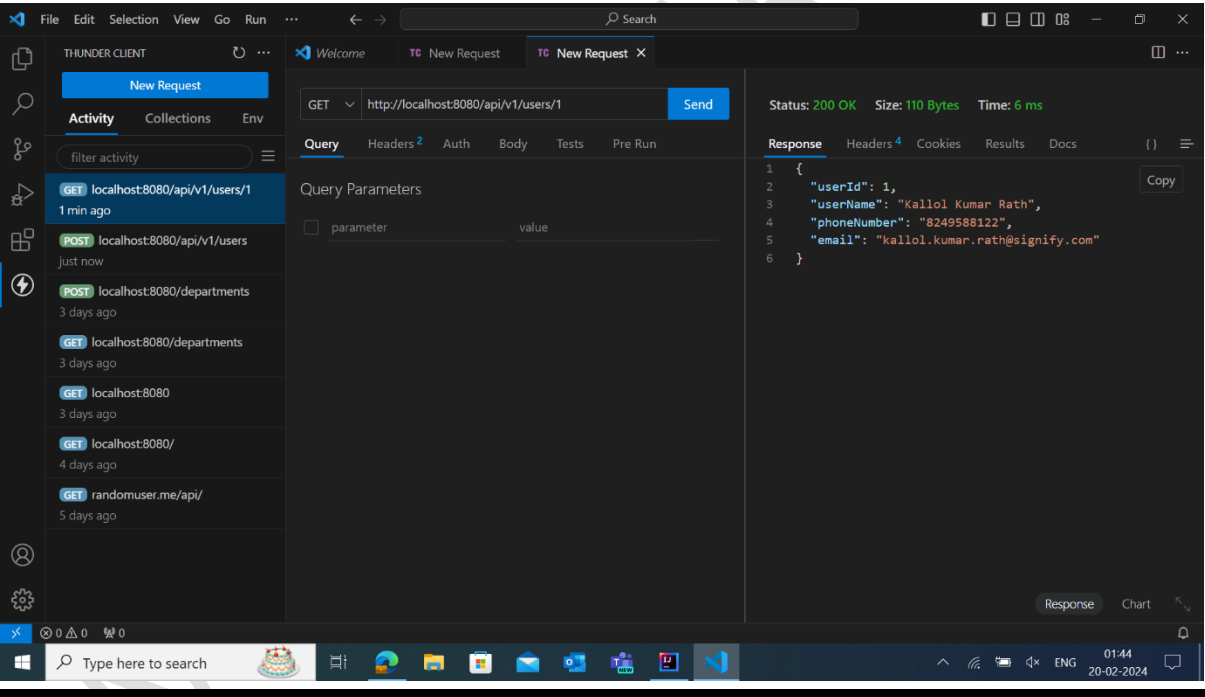 File Edit Selection View Go Run ··· Search
THUNDER CLIENT
New Request
Activity Collections Env
filter activity
GET localhost:8080/api/v1/users/1
1 min ago
POST localhost:8080/api/v1/users
just now
POST localhost:8080/departments
3 days ago
GET localhost:8080/departments
3 days ago
GET localhost:8080
3 days ago
GET localhost:8080/
4 days ago
GET randomuser.me/api/
5 days ago
Welcome TC New Request TC New Request
GET http://localhost:8080/api/v1/users/1 Send
Query Headers 2 Auth Body Tests Pre Run
Query Parameters
parameter value
Status: 200 OK Size: 110 Bytes Time: 6 ms
Response Headers 4 Cookies Results Docs {}
Copy
1 {
2 "userId": 1,
3 "userName": "Kallol Kumar Rath",
4 "phoneNumber": "8249588122",
5 "email": "kallol.kumar.rath@signify.com"
6 }
Response Chart
0 0 0
Type here to search NEW ENG 01:44
20-02-2024